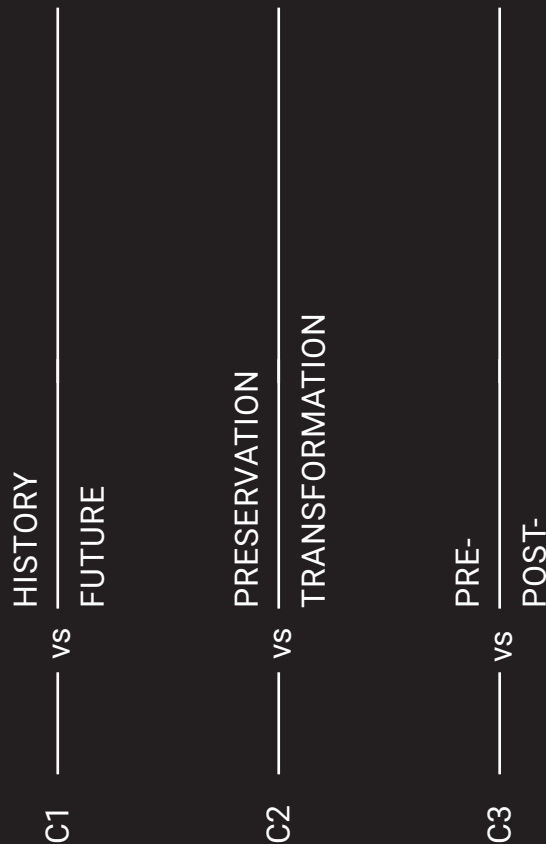 HISTORY
C1 vs
FUTURE
PRESERVATION
C2 vs
TRANSFORMATION
PRE-
C3 vs
POST-